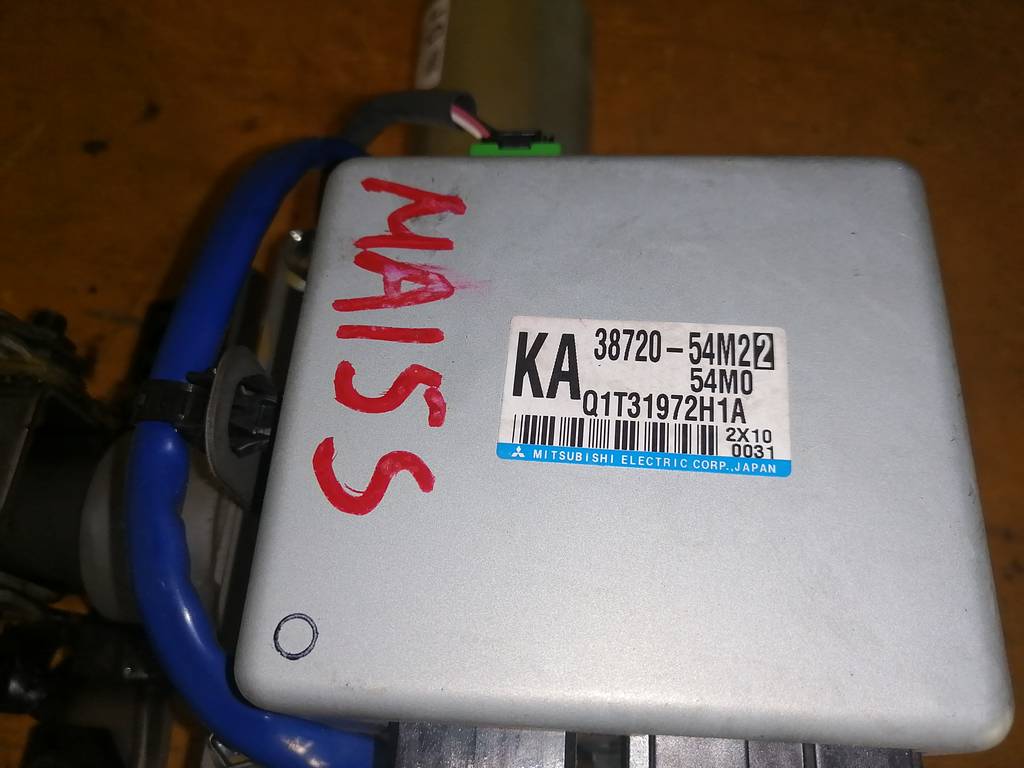 MA15S
KA 38720-54M22
54M0
Q1T31972H1A
2X10
0031
MITSUBISHI ELECTRIC CORP.,JAPAN